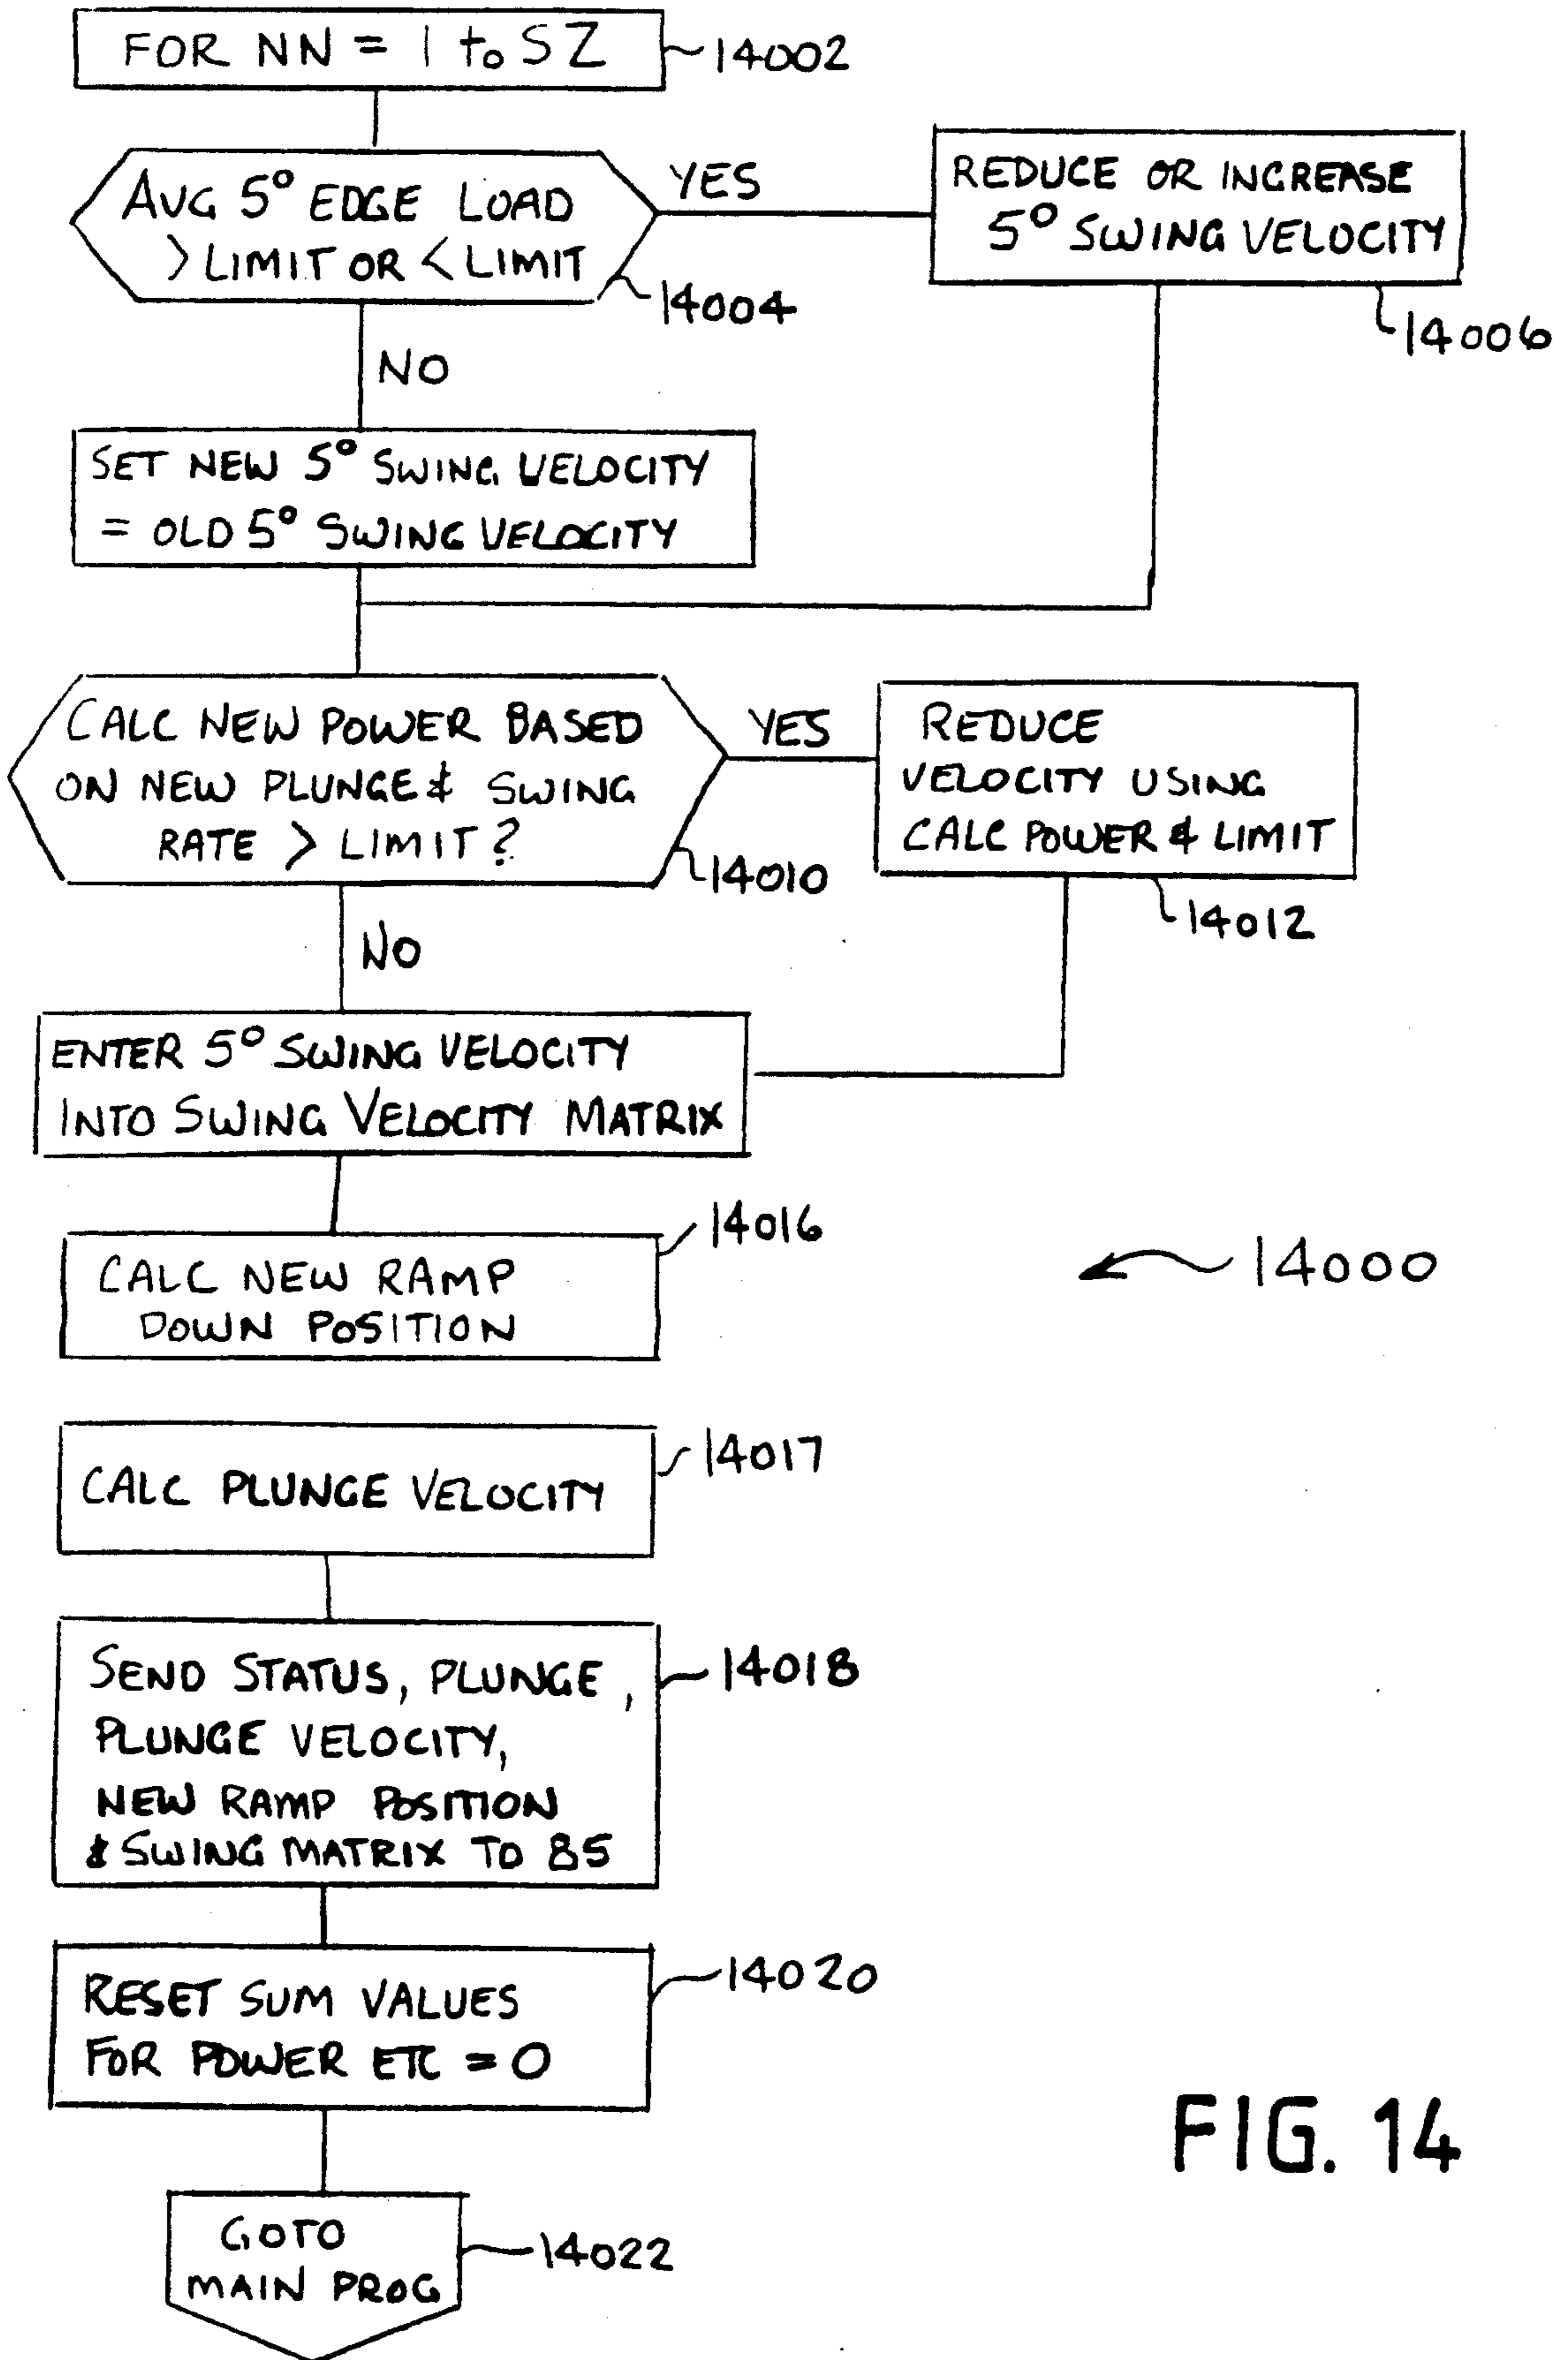 FOR NN = 1 to SZ
14002
AVG 5° EDGE LOAD
> LIMIT OR < LIMIT
14004
YES
REDUCE OR INCREASE
5° SWING VELOCITY
14006
NO
SET NEW 5° SWING VELOCITY
= OLD 5° SWING VELOCITY
CALC NEW POWER BASED
ON NEW PLUNGE & SWING
RATE > LIMIT?
14010
YES
REDUCE
VELOCITY USING
CALC POWER & LIMIT
14012
NO
ENTER 5° SWING VELOCITY
INTO SWING VELOCITY MATRIX
14016
CALC NEW RAMP
DOWN POSITION
14000
14017
CALC PLUNGE VELOCITY
SEND STATUS, PLUNGE,
PLUNGE VELOCITY,
NEW RAMP POSITION
& SWING MATRIX TO 85
14018
RESET SUM VALUES
FOR POWER ETC = 0
14020
GOTO
MAIN PROG
14022
FIG. 14